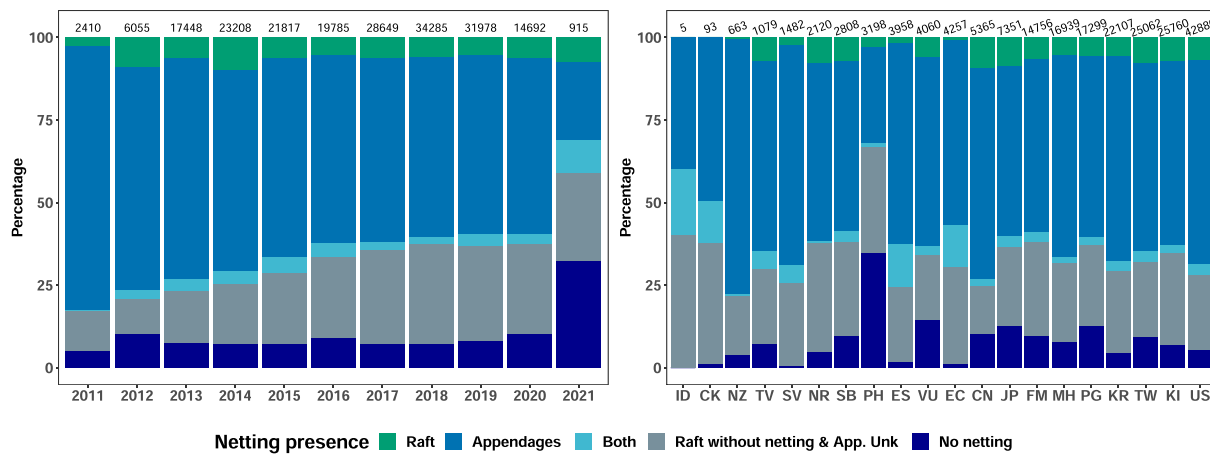 2410 6055 17448 23208 21817 19785 28649 34285 31978 14692 915
100
75
50
25
0
Percentage
2011 2012 2013 2014 2015 2016 2017 2018 2019 2020 2021
5 93 663 1079 1482 2120 2808 3198 3958 4060 4257 5365 7351 14756 16939 17299 22107 25062 25760
100
75
50
25
0
Percentage
ID CK NZ TV SV NR SB PH ES VU EC CN JP FM MH PG KR TW KI US
Netting presence Raft Appendages Both Raft without netting & App. Unk No netting